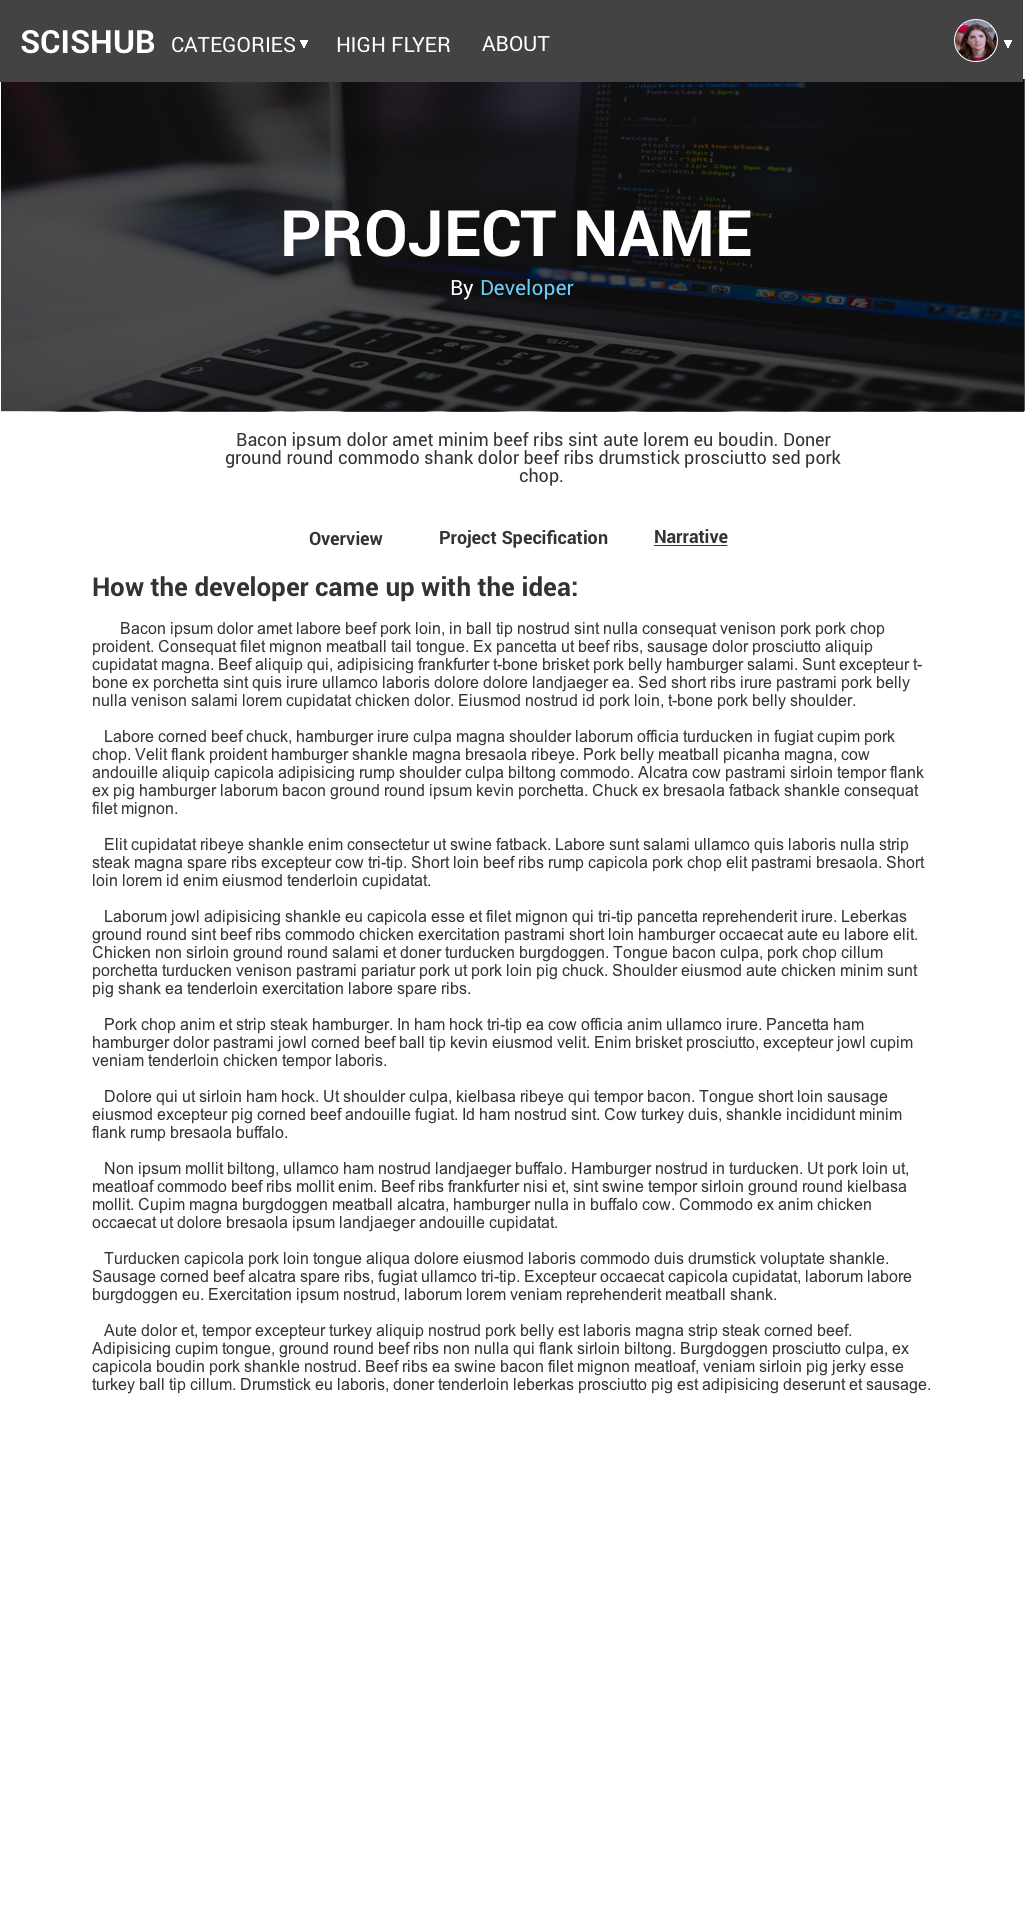 SCISHUB CATEGORIES HIGH FLYER ABOUT
PROJECT NAME
By Developer
Bacon ipsum dolor amet minim beef ribs sint aute lorem eu boudin. Doner
ground round commodo shank dolor beef ribs drumstick prosciutto sed pork
chop.
Overview Project Specification Narrative
How the developer came up with the idea:
Bacon ipsum dolor amet labore beef pork loin, in ball tip nostrud sint nulla consequat venison pork pork chop
proident. Consequat filet mignon meatball tail tongue. Ex pancetta ut beef ribs, sausage dolor prosciutto aliquip
cupidatat magna. Beef aliquip qui, adipisicing frankfurter t-bone brisket pork belly hamburger salami. Sunt excepteur t-
bone ex porchetta sint quis irure ullamco laboris dolore dolore landjaeger ea. Sed short ribs irure pastrami pork belly
nulla venison salami lorem cupidatat chicken dolor. Eiusmod nostrud id pork loin, t-bone pork belly shoulder.
Labore corned beef chuck, hamburger irure culpa magna shoulder laborum officia turducken in fugiat cupim pork
chop. Velit flank proident hamburger shankle magna bresaola ribeye. Pork belly meatball picanha magna, cow
andouille aliquip capicola adipisicing rump shoulder culpa biltong commodo. Alcatra cow pastrami sirloin tempor flank
ex pig hamburger laborum bacon ground round ipsum kevin porchetta. Chuck ex bresaola fatback shankle consequat
filet mignon.
Elit cupidatat ribeye shankle enim consectetur ut swine fatback. Labore sunt salami ullamco quis laboris nulla strip
steak magna spare ribs excepteur cow tri-tip. Short loin beef ribs rump capicola pork chop elit pastrami bresaola. Short
loin lorem id enim eiusmod tenderloin cupidatat.
Laborum jowl adipisicing shankle eu capicola esse et filet mignon qui tri-tip pancetta reprehenderit irure. Leberkas
ground round sint beef ribs commodo chicken exercitation pastrami short loin hamburger occaecat aute eu labore elit.
Chicken non sirloin ground round salami et doner turducken burgdoggen. Tongue bacon culpa, pork chop cillum
porchetta turducken venison pastrami pariatur pork ut pork loin pig chuck. Shoulder eiusmod aute chicken minim sunt
pig shank ea tenderloin exercitation labore spare ribs.
Pork chop anim et strip steak hamburger. In ham hock tri-tip ea cow officia anim ullamco irure. Pancetta ham
hamburger dolor pastrami jowl corned beef ball tip kevin eiusmod velit. Enim brisket prosciutto, excepteur jowl cupim
veniam tenderloin chicken tempor laboris.
Dolore qui ut sirloin ham hock. Ut shoulder culpa, kielbasa ribeye qui tempor bacon. Tongue short loin sausage
eiusmod excepteur pig corned beef andouille fugiat. Id ham nostrud sint. Cow turkey duis, shankle incididunt minim
flank rump bresaola buffalo.
Non ipsum mollit biltong, ullamco ham nostrud landjaeger buffalo. Hamburger nostrud in turducken. Ut pork loin ut,
meatloaf commodo beef ribs mollit enim. Beef ribs frankfurter nisi et, sint swine tempor sirloin ground round kielbasa
mollit. Cupim magna burgdoggen meatball alcatra, hamburger nulla in buffalo cow. Commodo ex anim chicken
occaecat ut dolore bresaola ipsum landjaeger andouille cupidatat.
Turducken capicola pork loin tongue aliqua dolore eiusmod laboris commodo duis drumstick voluptate shankle.
Sausage corned beef alcatra spare ribs, fugiat ullamco tri-tip. Excepteur occaecat capicola cupidatat, laborum labore
burgdoggen eu. Exercitation ipsum nostrud, laborum lorem veniam reprehenderit meatball shank.
Aute dolor et, tempor excepteur turkey aliquip nostrud pork belly est laboris magna strip steak corned beef.
Adipisicing cupim tongue, ground round beef ribs non nulla qui flank sirloin biltong. Burgdoggen prosciutto culpa, ex
capicola boudin pork shankle nostrud. Beef ribs ea swine bacon filet mignon meatloaf, veniam sirloin pig jerky esse
turkey ball tip cillum. Drumstick eu laboris, doner tenderloin leberkas prosciutto pig est adipisicing deserunt et sausage.